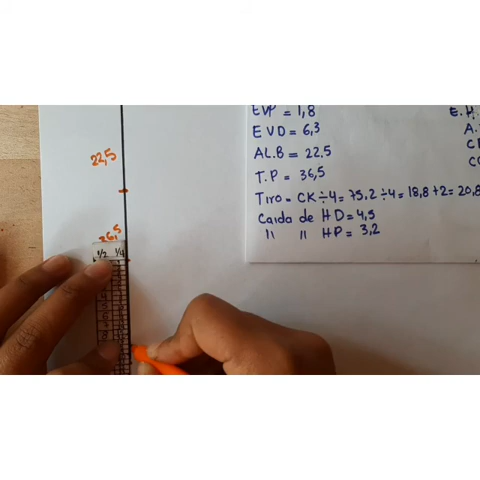 22,5
36,5
1/2 1/4
EVP = 1,8
EVD = 6,3
AL.B = 22.5
T.P = 36,5
Tiro = CK ÷ 4 = 75,2 ÷ 4 = 18,8 + 2 = 20,8
Caida de HD = 4,5
" " HP = 3,2
E.H.
A.